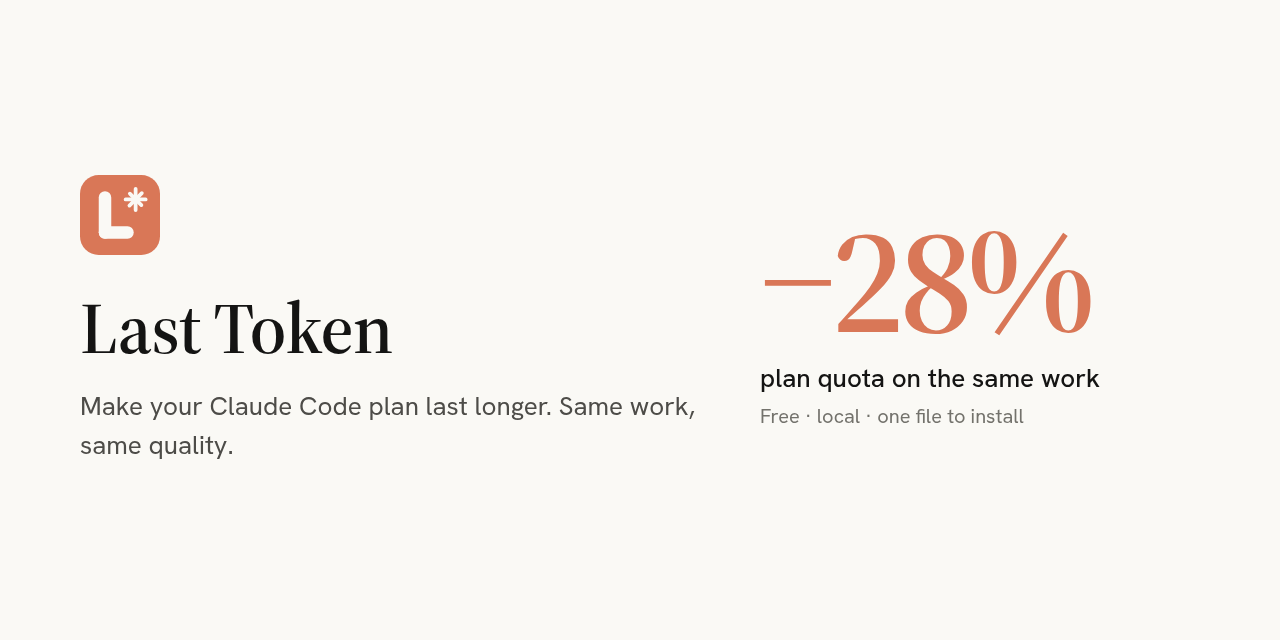 L*
Last Token
Make your Claude Code plan last longer. Same work,
same quality.
–28%
plan quota on the same work
Free · local · one file to install